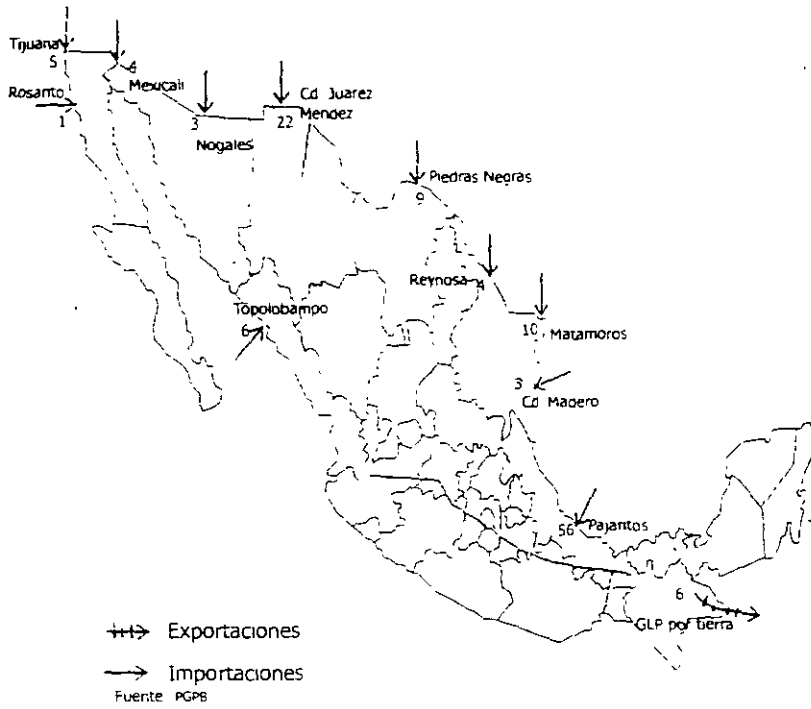 Tijuana
5
6
Rosarito
1
Mexicali
3
Nogales
22
Cd Juarez
Mendez
Piedras Negras
9
Reynosa
4
Topolobampo
6
10
Matamoros
3
Cd Madero
56
Pajaritos
6
GLP por tierra
Exportaciones
Importaciones
Fuente PGPB